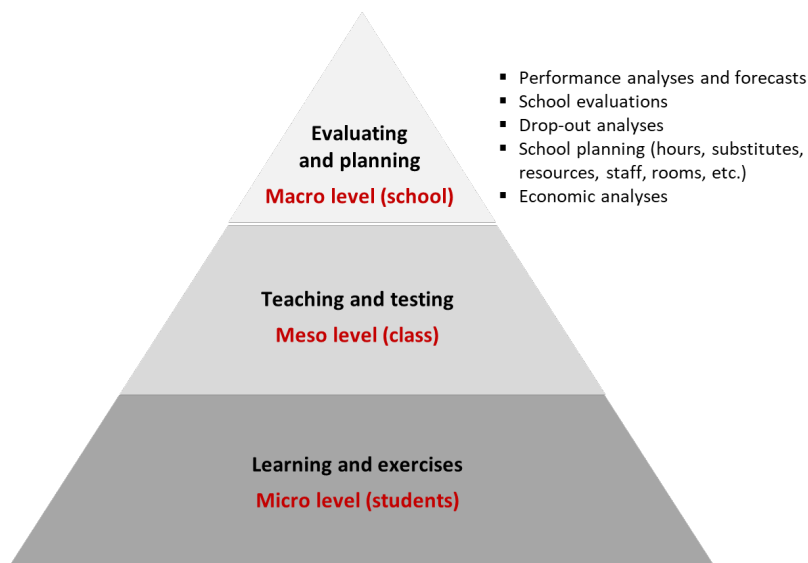 Evaluating
and planning
Macro level (school)
▪ Performance analyses and forecasts
▪ School evaluations
▪ Drop-out analyses
▪ School planning (hours, substitutes,
resources, staff, rooms, etc.)
▪ Economic analyses
Teaching and testing
Meso level (class)
Learning and exercises
Micro level (students)